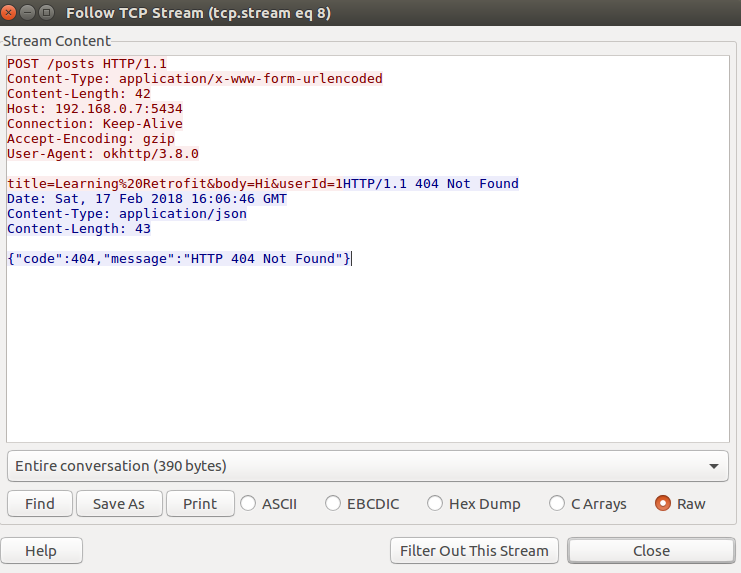 Follow TCP Stream (tcp.stream eq 8)
Stream Content
POST /posts HTTP/1.1
Content-Type: application/x-www-form-urlencoded
Content-Length: 42
Host: 192.168.0.7:5434
Connection: Keep-Alive
Accept-Encoding: gzip
User-Agent: okhttp/3.8.0

title=Learning%20Retrofit&body=Hi&userId=1HTTP/1.1 404 Not Found
Date: Sat, 17 Feb 2018 16:06:46 GMT
Content-Type: application/json
Content-Length: 43

{"code":404,"message":"HTTP 404 Not Found"}
Entire conversation (390 bytes)
Find Save As Print ASCII EBCDIC Hex Dump C Arrays Raw
Help Filter Out This Stream Close